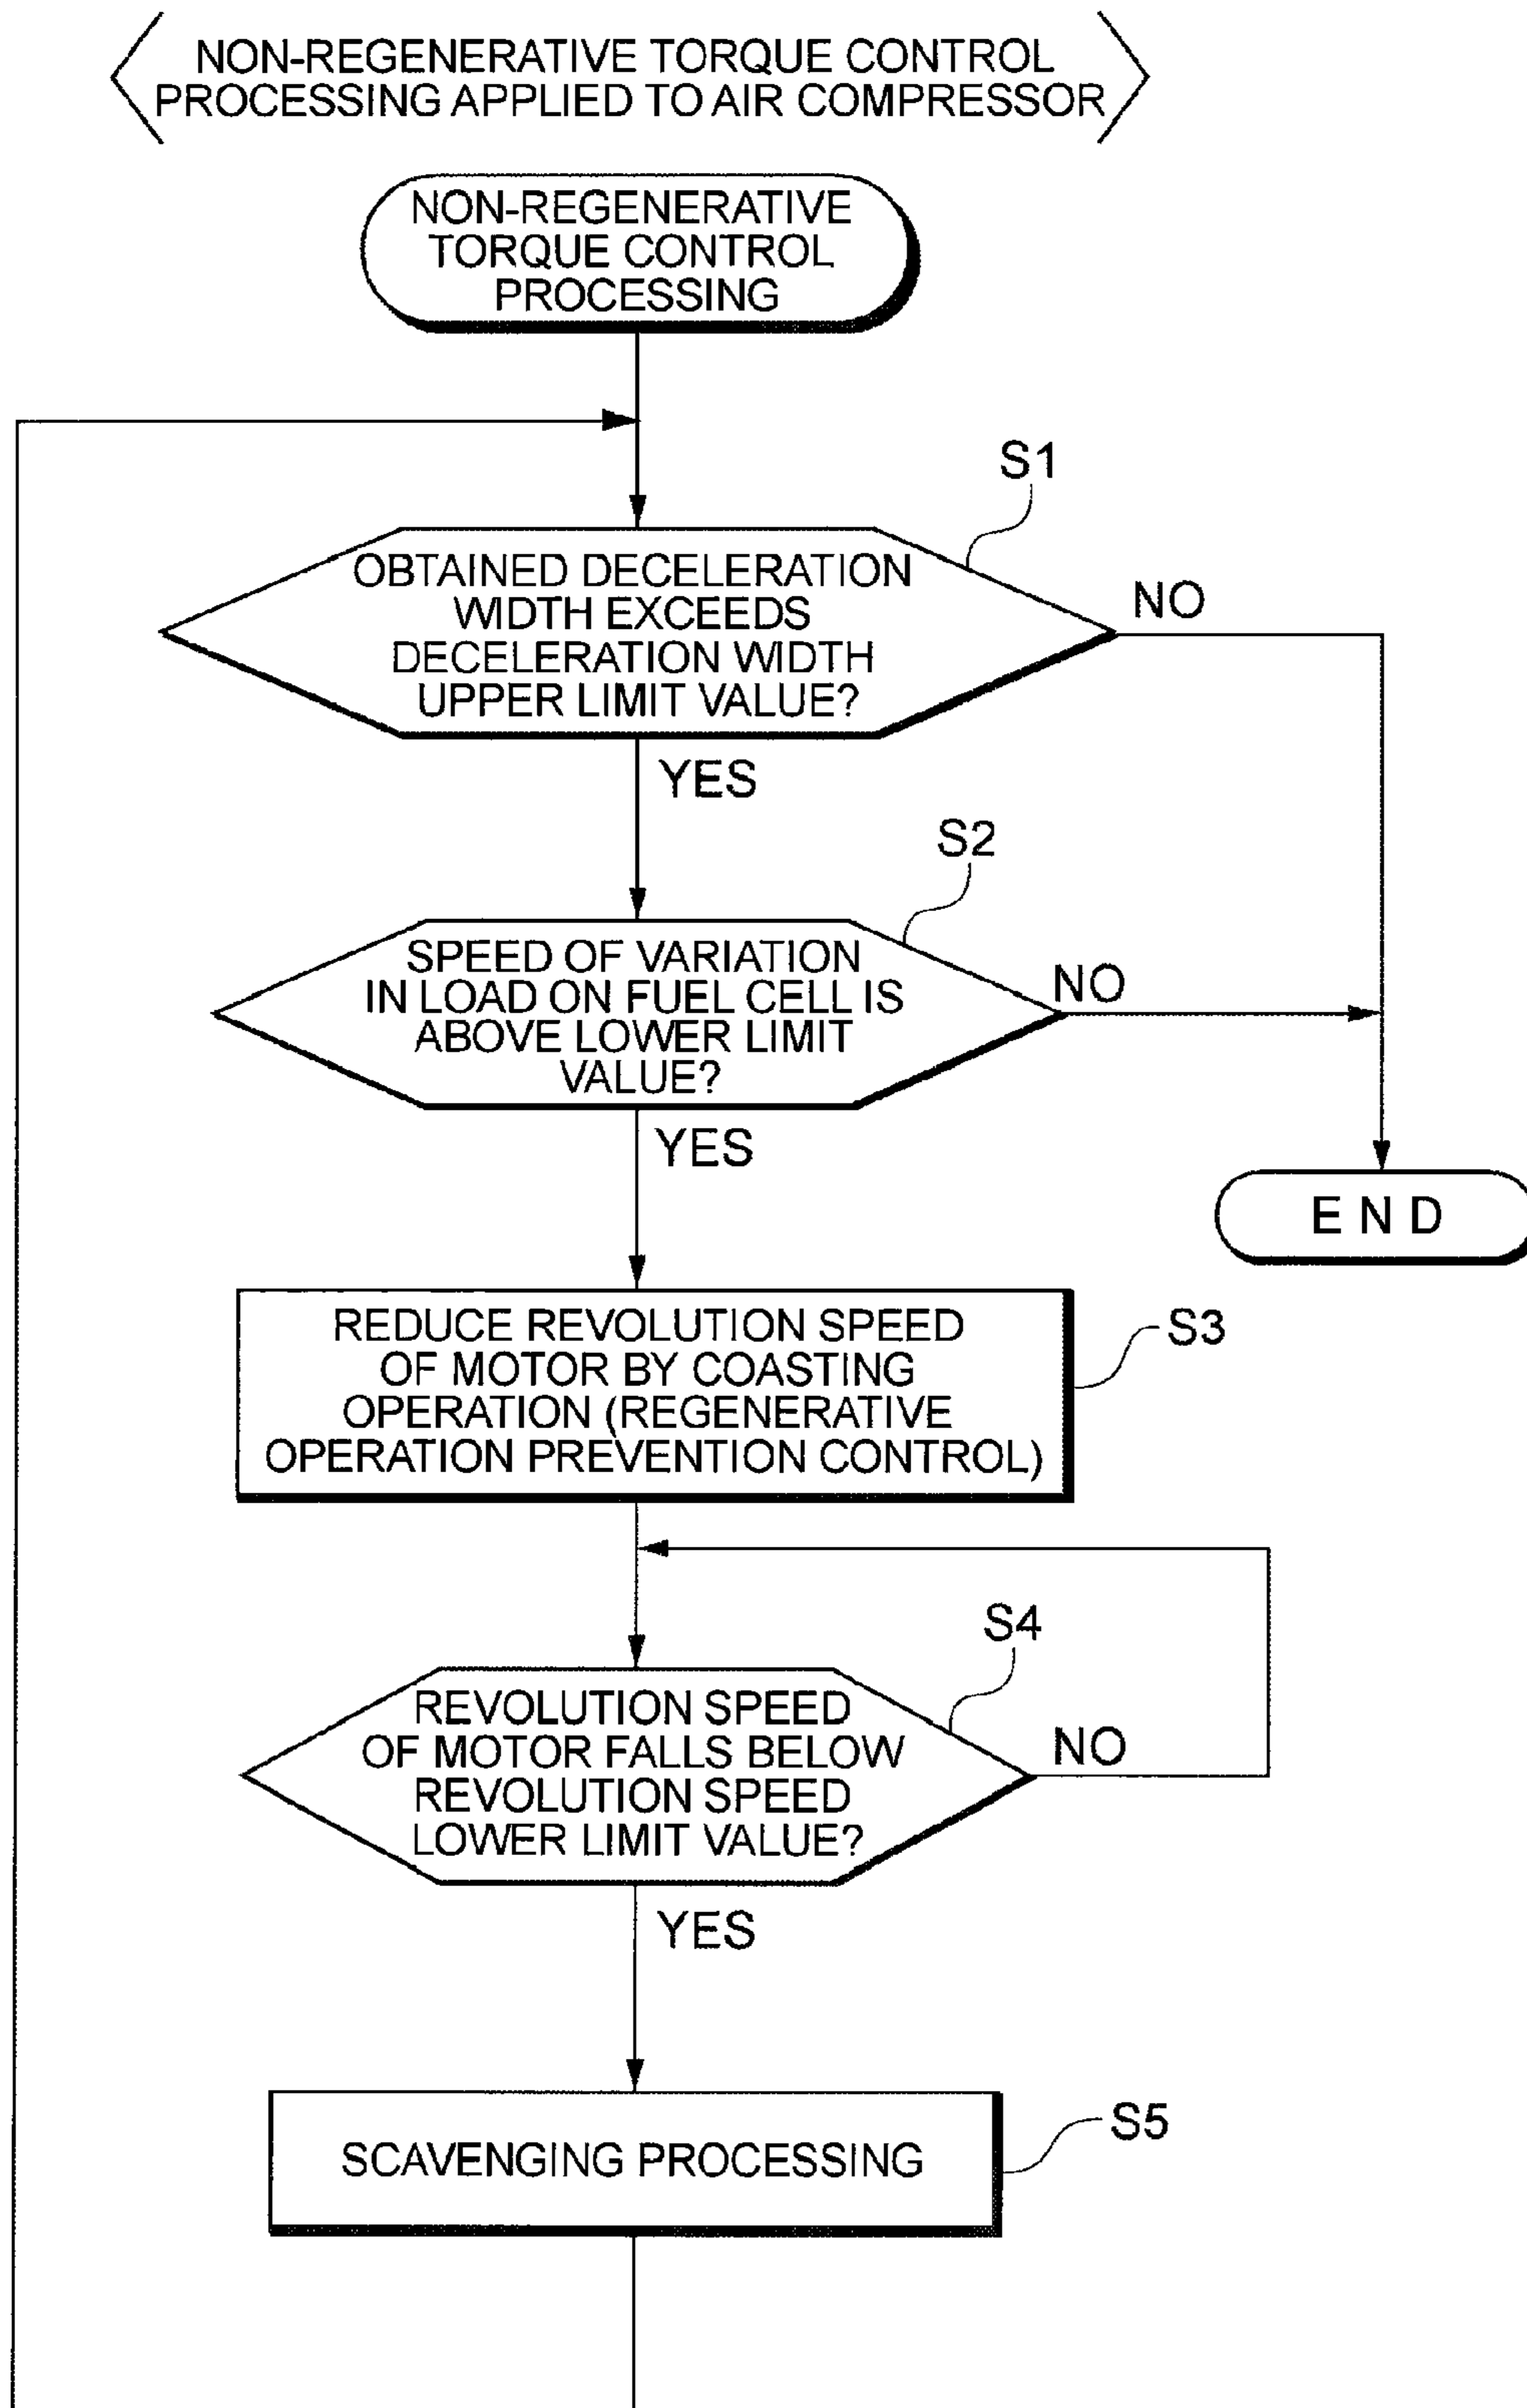 NON-REGENERATIVE TORQUE CONTROL
PROCESSING APPLIED TO AIR COMPRESSOR
NON-REGENERATIVE
TORQUE CONTROL
PROCESSING
S1
OBTAINED DECELERATION
WIDTH EXCEEDS
DECELERATION WIDTH
UPPER LIMIT VALUE?
NO
YES
S2
SPEED OF VARIATION
IN LOAD ON FUEL CELL IS
ABOVE LOWER LIMIT
VALUE?
NO
YES
END
REDUCE REVOLUTION SPEED
OF MOTOR BY COASTING
OPERATION (REGENERATIVE
OPERATION PREVENTION CONTROL)
S3
S4
REVOLUTION SPEED
OF MOTOR FALLS BELOW
REVOLUTION SPEED
LOWER LIMIT VALUE?
NO
YES
SCAVENGING PROCESSING
S5